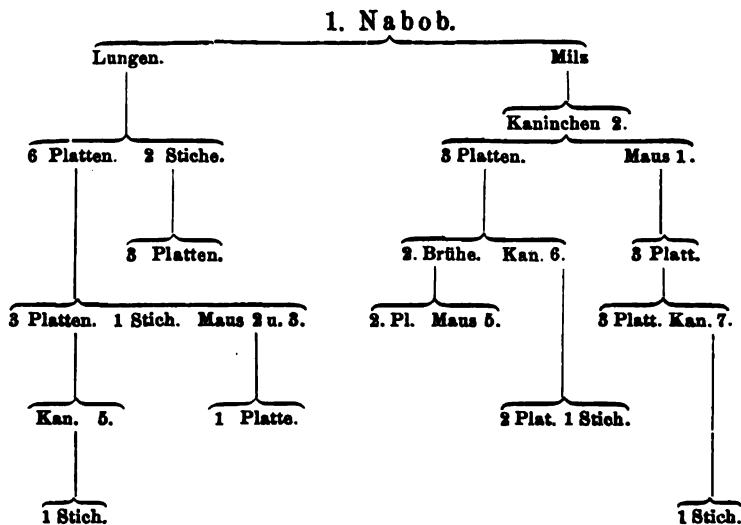 1. Nabob.
Lungen. Milz
Kaninchen 2.
6 Platten. 2 Stiche. 3 Platten. Maus 1.
3 Platten. 2. Brühe. Kan. 6. 3 Platt.
3 Platten. 1 Stich. Maus 2 u. 3. 2. Pl. Maus 5. 3 Platt. Kan. 7.
Kan. 5. 1 Platte. 2 Plat. 1 Stich.
1 Stich. 1 Stich.